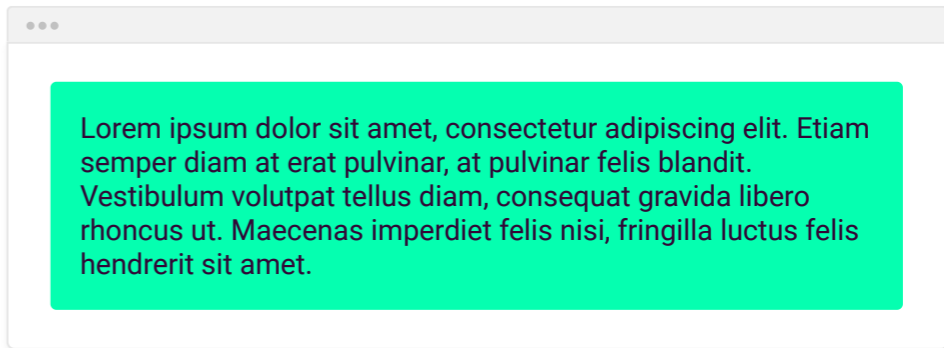 Lorem ipsum dolor sit amet, consectetur adipiscing elit. Etiam
semper diam at erat pulvinar, at pulvinar felis blandit.
Vestibulum volutpat tellus diam, consequat gravida libero
rhoncus ut. Maecenas imperdiet felis nisi, fringilla luctus felis
hendrerit sit amet.